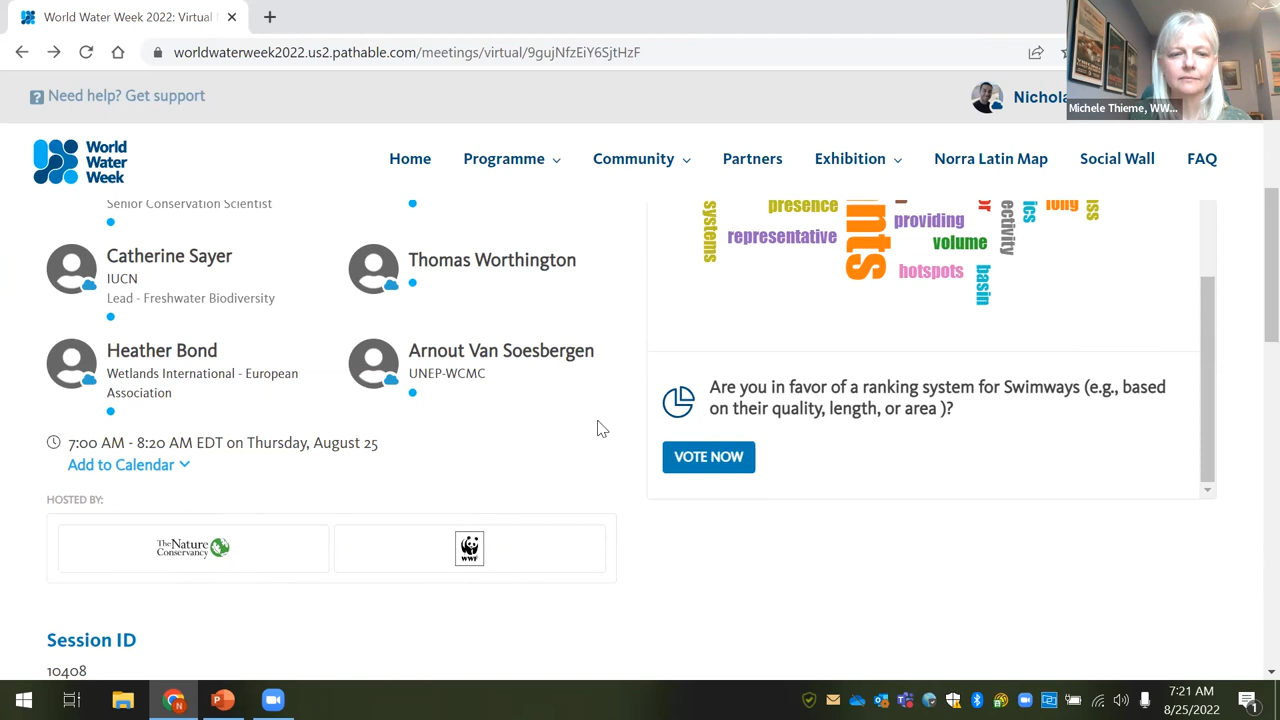 World Water Week 2022: Virtual
worldwaterweek2022.us2.pathable.com/meetings/virtual/9gujNfzEiY6SjtHzF
Need help? Get support
Nichola
Michele Thieme, WW...
World
Water
Week
Home
Programme
Community
Partners
Exhibition
Norra Latin Map
Social Wall
FAQ
Senior Conservation Scientist
Catherine Sayer
IUCN
Lead - Freshwater Biodiversity
Thomas Worthington
Heather Bond
Wetlands International - European
Association
Arnout Van Soesbergen
UNEP-WCMC
7:00 AM - 8:20 AM EDT on Thursday, August 25
Add to Calendar
HOSTED BY:
The Nature
Conservancy
WWF
Session ID
10408
systems
presence
representative
nts
providing
volume
hotspots
basin
ectivity
ics
iss
Are you in favor of a ranking system for Swimways (e.g., based
on their quality, length, or area )?
VOTE NOW
7:21 AM
8/25/2022
1